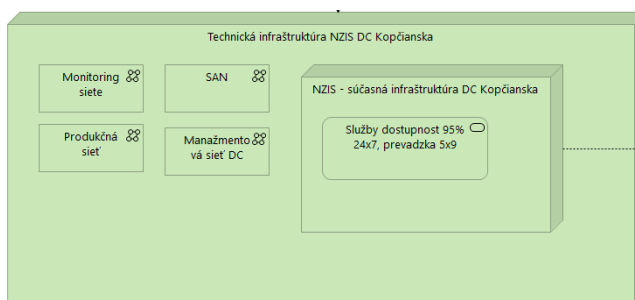 Technická infraštruktúra NZIS DC Kopčianska
Monitoring
siete
SAN
Produkčná
sieť
Manažmento
vá sieť DC
NZIS - súčasná infraštruktúra DC Kopčianska
Služby dostupnost 95%
24x7, prevadzka 5x9